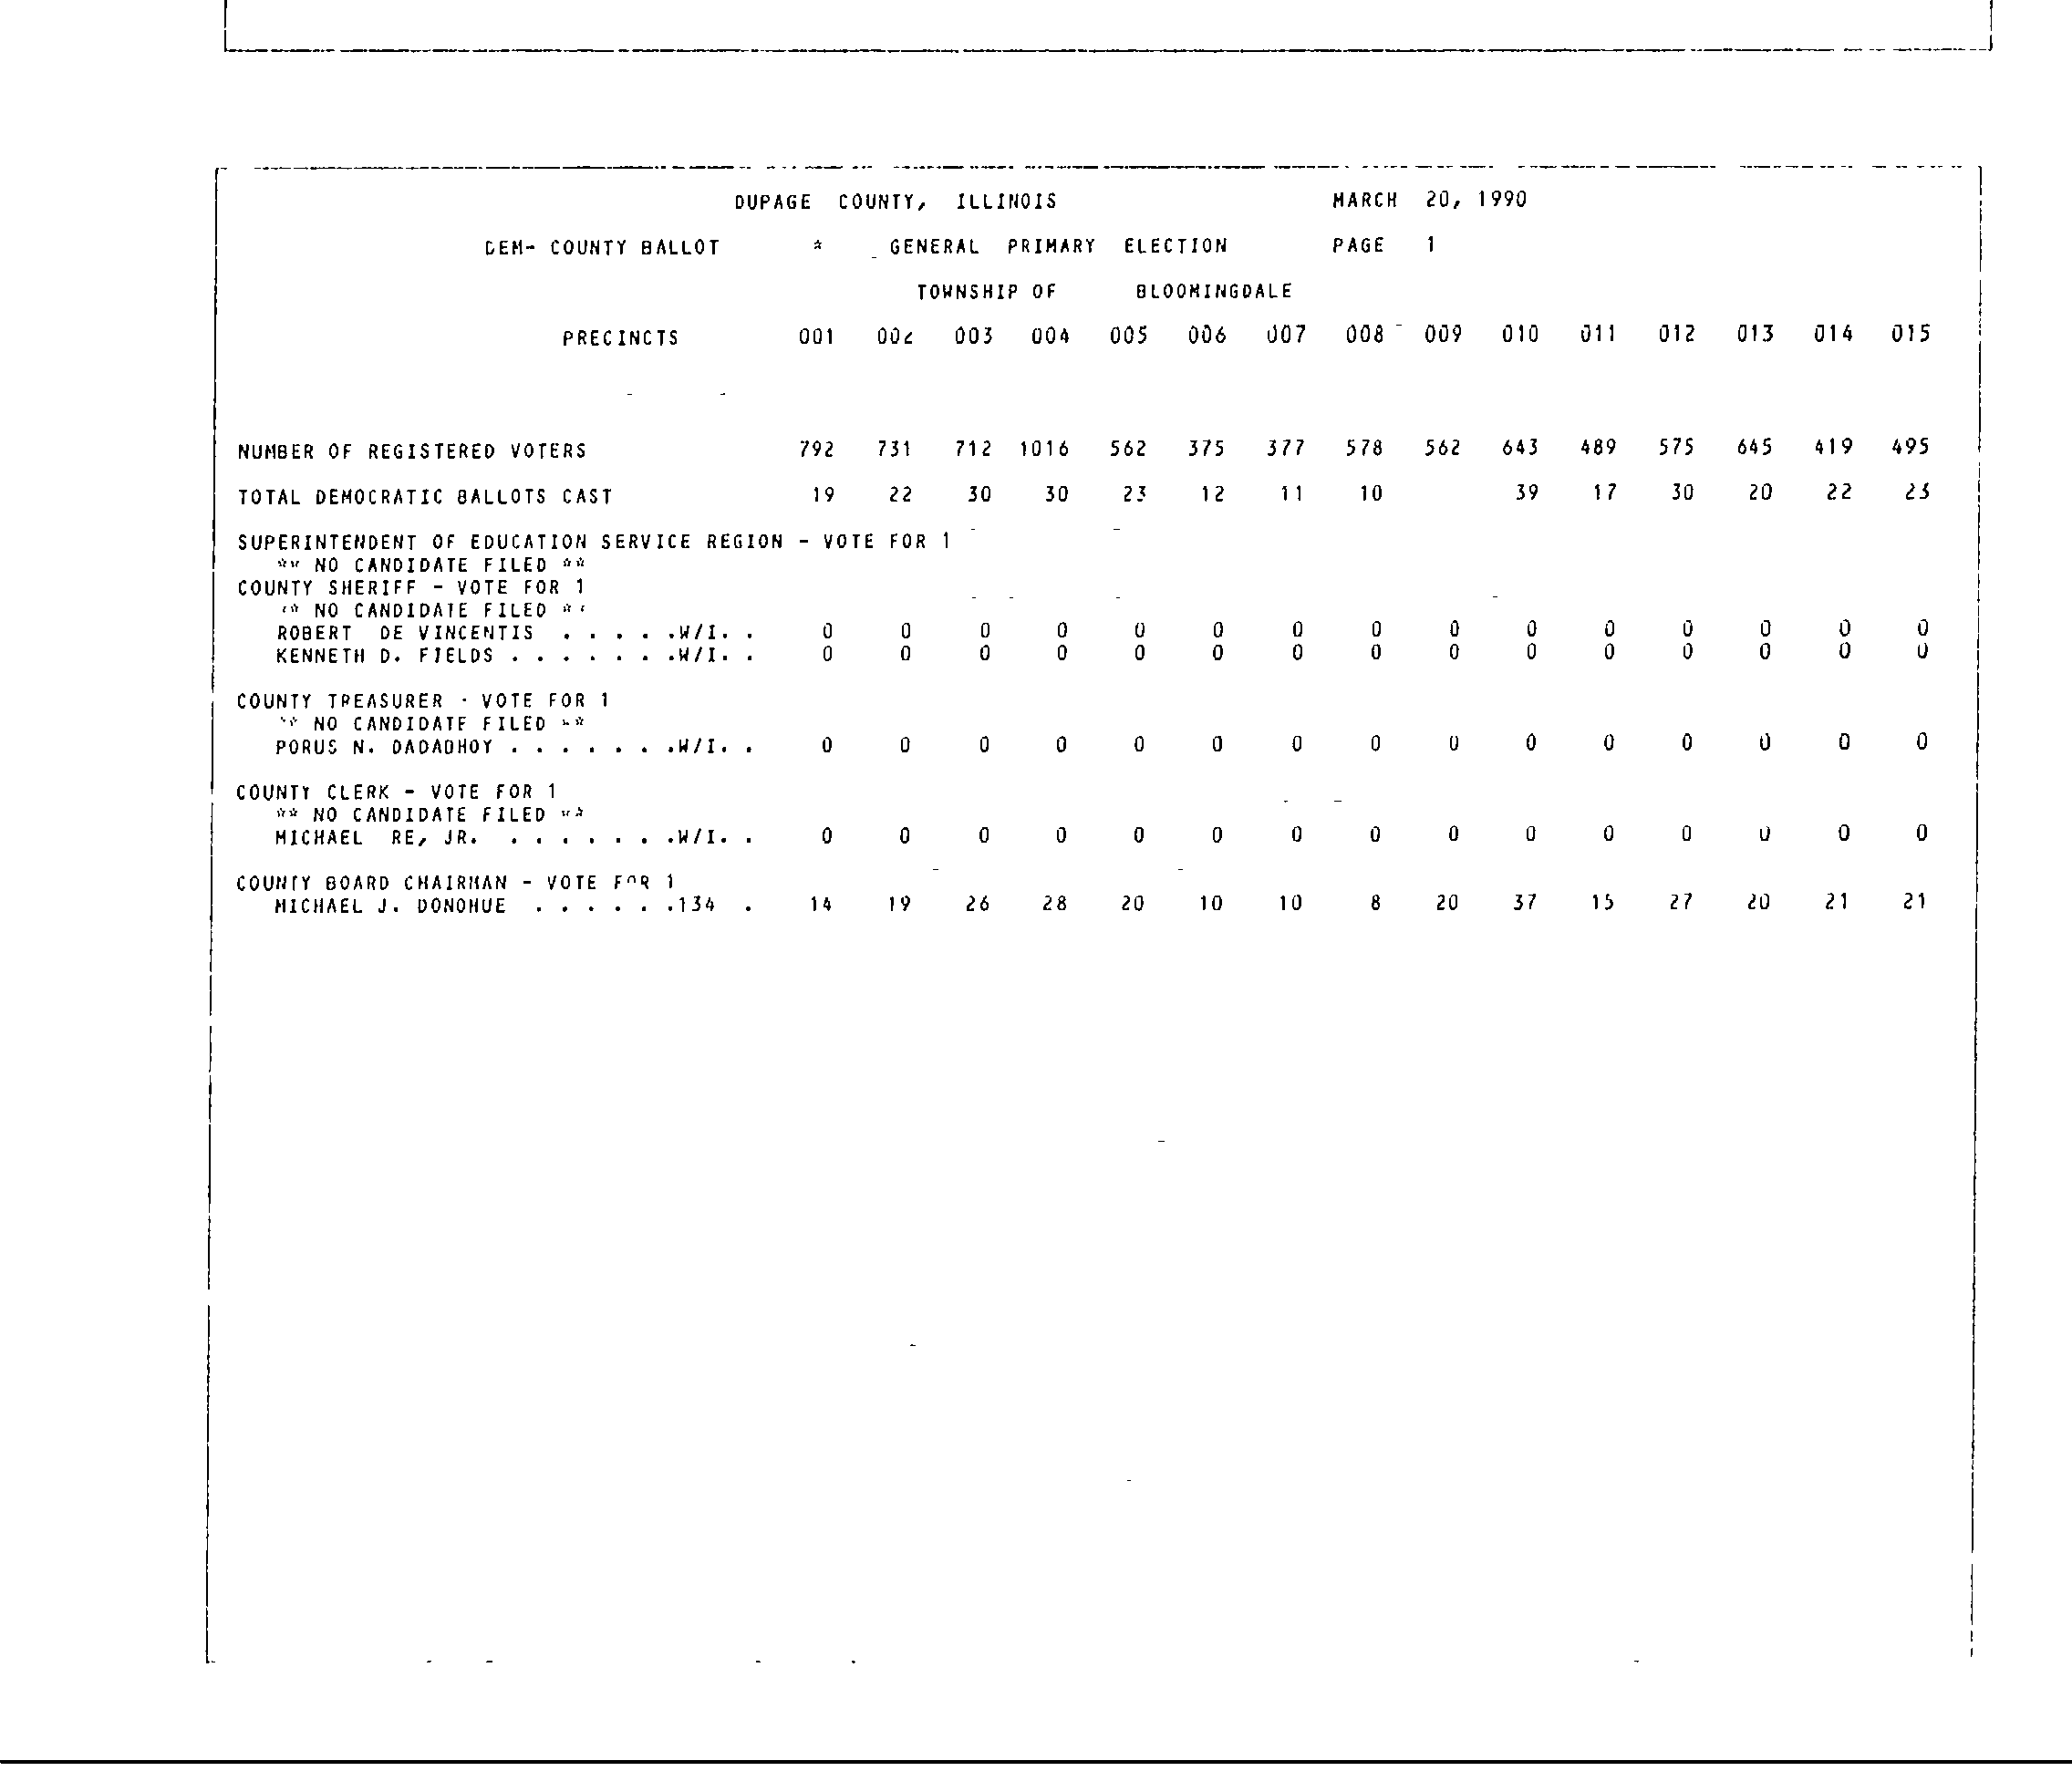 DUPAGE COUNTY, ILLINOIS MARCH 20, 1990
DEM- COUNTY BALLOT * GENERAL PRIMARY ELECTION PAGE 1
TOWNSHIP OF BLOOMINGDALE
PRECINCTS 001 002 003 004 005 006 007 008 009 010 011 012 013 014 015
NUMBER OF REGISTERED VOTERS 792 731 712 1016 562 375 377 578 562 643 489 575 645 419 495
TOTAL DEMOCRATIC BALLOTS CAST 19 22 30 30 23 12 11 10 39 17 30 20 22 23
SUPERINTENDENT OF EDUCATION SERVICE REGION - VOTE FOR 1
** NO CANDIDATE FILED **
COUNTY SHERIFF - VOTE FOR 1
** NO CANDIDATE FILED **
ROBERT DE VINCENTIS . . . . .W/I. . 0 0 0 0 0 0 0 0 0 0 0 0 0 0 0
KENNETH D. FIELDS . . . . . . .W/I. . 0 0 0 0 0 0 0 0 0 0 0 0 0 0 0
COUNTY TREASURER - VOTE FOR 1
** NO CANDIDATE FILED **
PORUS N. DADADHOY . . . . . . .W/I. . 0 0 0 0 0 0 0 0 0 0 0 0 0 0 0
COUNTY CLERK - VOTE FOR 1
** NO CANDIDATE FILED **
MICHAEL RE, JR. . . . . . . .W/I. . 0 0 0 0 0 0 0 0 0 0 0 0 0 0 0
COUNTY BOARD CHAIRMAN - VOTE FOR 1
MICHAEL J. DONOHUE . . . . . .134 . 14 19 26 28 20 10 10 8 20 37 15 27 20 21 21